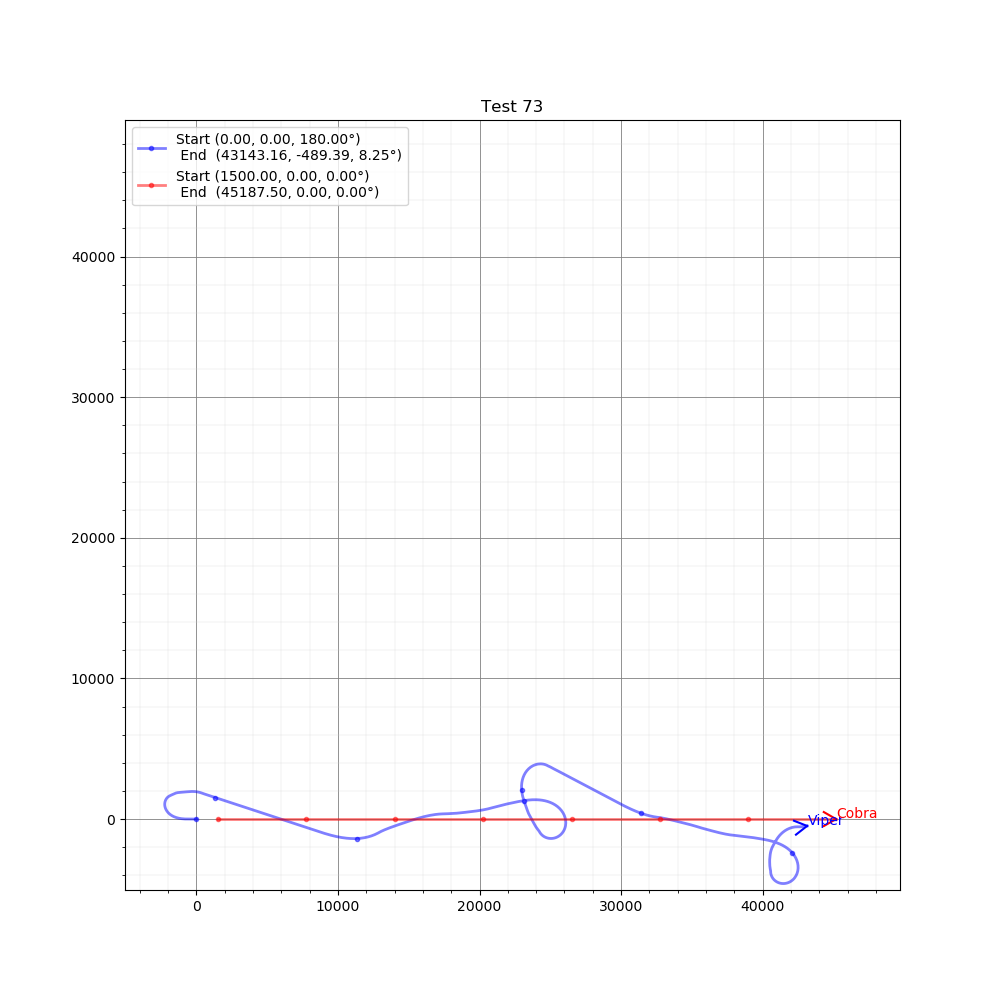 Test 73
Start (0.00, 0.00, 180.00°)
End (43143.16, -489.39, 8.25°)
Start (1500.00, 0.00, 0.00°)
End (45187.50, 0.00, 0.00°)
40000
30000
20000
10000
0
Cobra
Viper
0
10000
20000
30000
40000